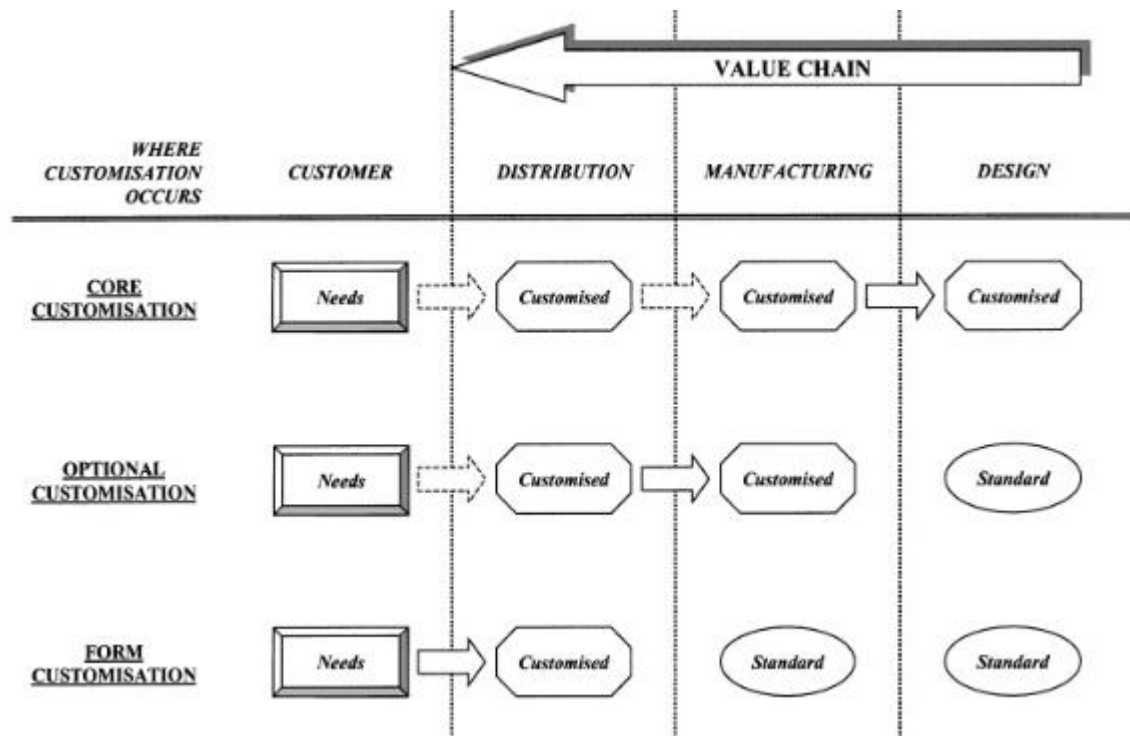 VALUE CHAIN
WHERE
CUSTOMISATION
OCCURS
CUSTOMER
DISTRIBUTION
MANUFACTURING
DESIGN
CORE
CUSTOMISATION
Needs
Customised
Customised
Customised
OPTIONAL
CUSTOMISATION
Needs
Customised
Customised
Standard
FORM
CUSTOMISATION
Needs
Customised
Standard
Standard